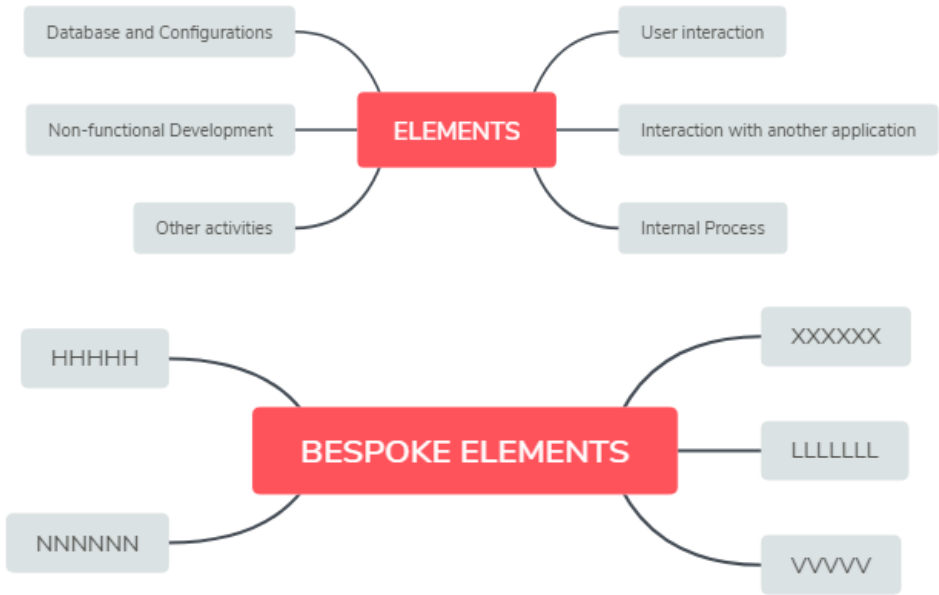 Database and Configurations
User interaction
Non-functional Development
ELEMENTS
Interaction with another application
Other activities
Internal Process
HHHHH
XXXXXX
BESPOKE ELEMENTS
LLLLLLL
NNNNNN
VVVVV